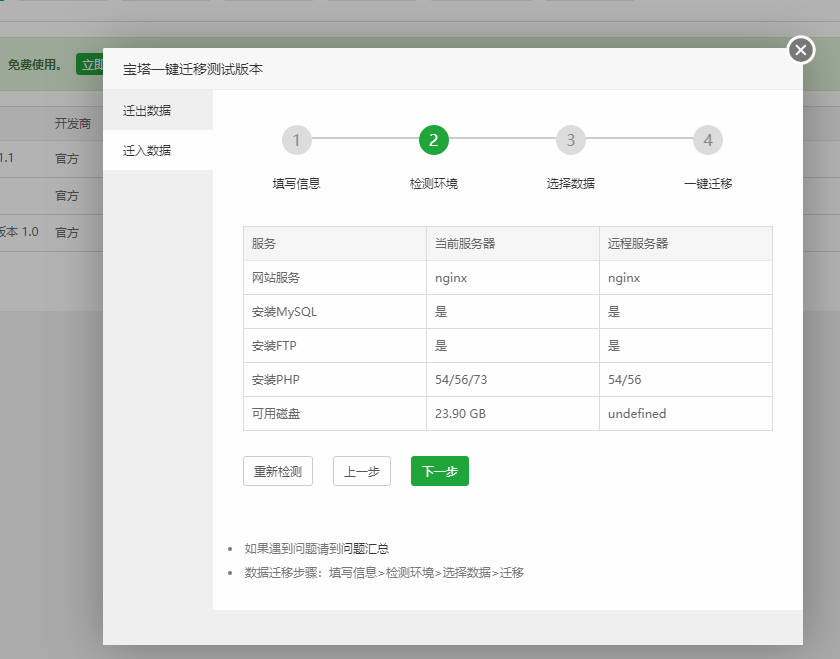 免费使用。 立即
宝塔一键迁移测试版本
迁出数据
开发商
迁入数据
1.1 官方
官方
版本 1.0 官方
1 2 3 4
填写信息 检测环境 选择数据 一键迁移
服务 当前服务器 远程服务器
网站服务 nginx nginx
安装MySQL 是 是
安装FTP 是 是
安装PHP 54/56/73 54/56
可用磁盘 23.90 GB undefined
重新检测 上一步 下一步
如果遇到问题请到问题汇总
数据迁移步骤：填写信息>检测环境>选择数据>迁移